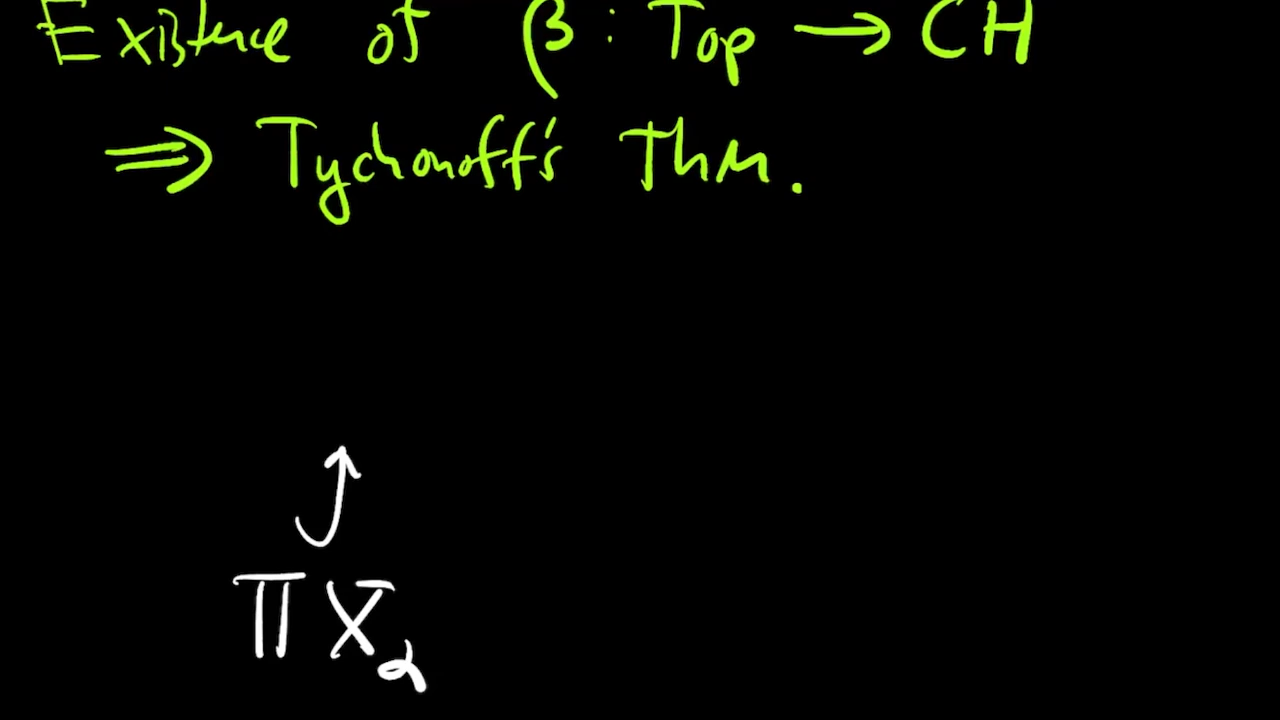 Existence of β : Top → CH
⇒ Tychonoff's Thm.
∏ X_α